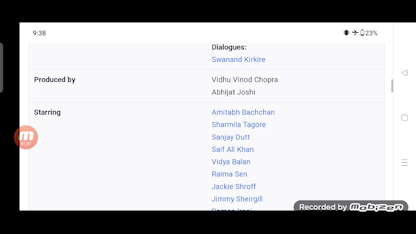 9:38
23%
Dialogues:
Swanand Kirkire
Produced by
Vidhu Vinod Chopra
Abhijat Joshi
Starring
Amitabh Bachchan
Sharmila Tagore
Sanjay Dutt
Saif Ali Khan
Vidya Balan
Raima Sen
Jackie Shroff
Jimmy Sheirgill
Recorded by Mobizen